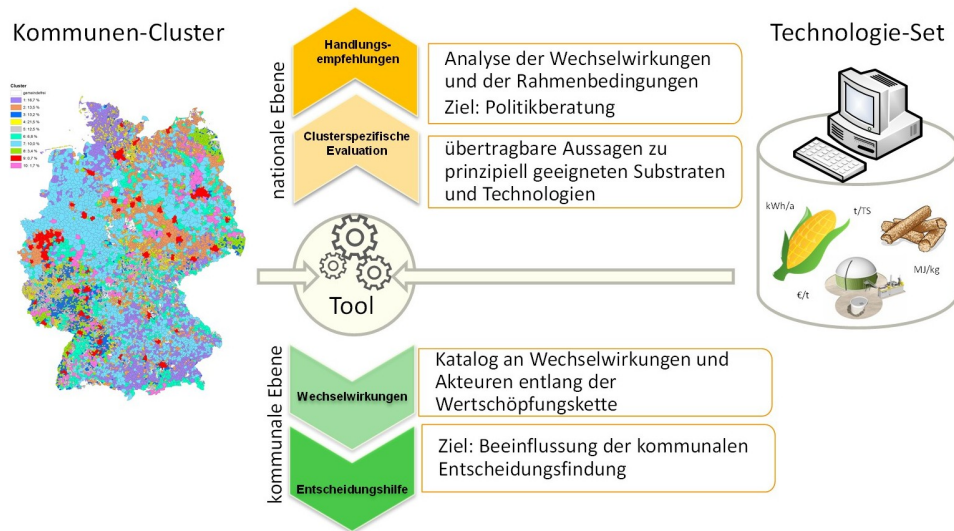 Kommunen-Cluster
Cluster
gemeindefrei
nationale Ebene
Handlungs-
empfehlungen
Analyse der Wechselwirkungen
und der Rahmenbedingungen
Ziel: Politikberatung
Clusterspezifische
Evaluation
übertragbare Aussagen zu
prinzipiell geeigneten Substraten
und Technologien
Tool
kommunale Ebene
Wechselwirkungen
Katalog an Wechselwirkungen und
Akteuren entlang der
Wertschöpfungskette
Entscheidungshilfe
Ziel: Beeinflussung der kommunalen
Entscheidungsfindung
Technologie-Set
kWh/a
t/TS
MJ/kg
€/t